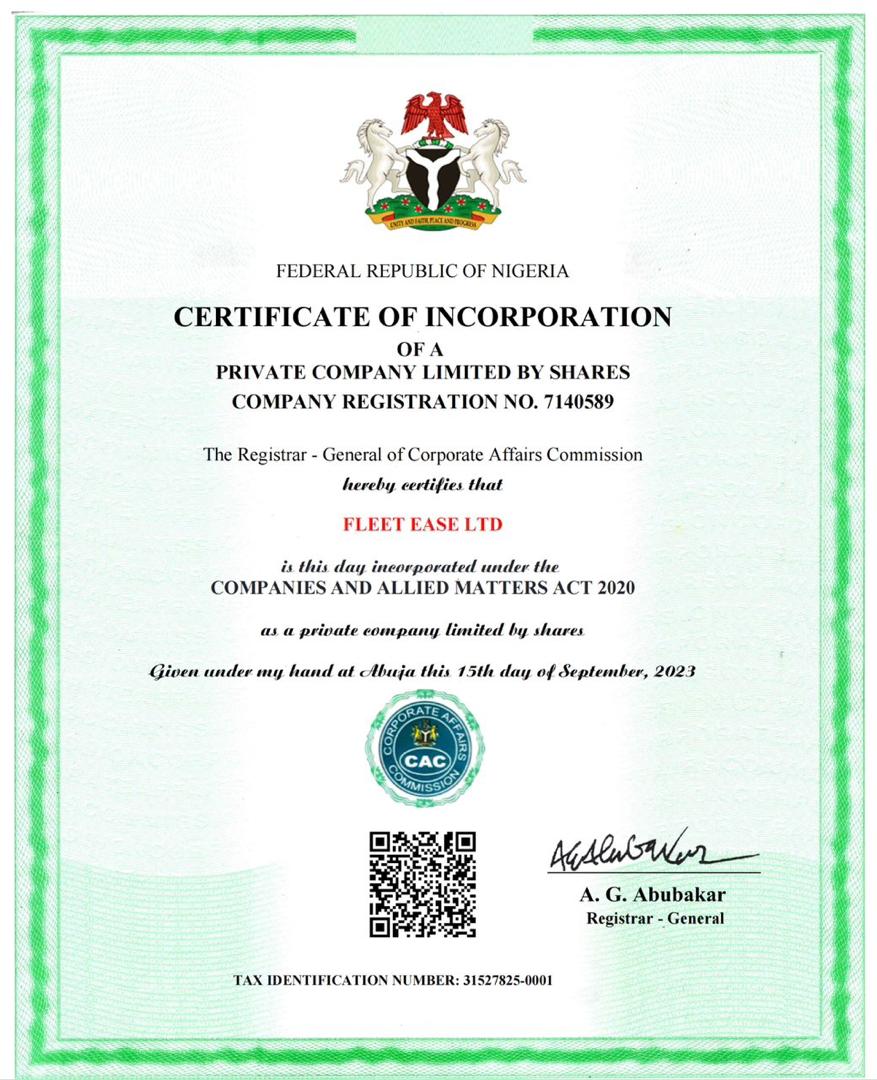 UNITY AND FAITH, PEACE AND PROGRESS
FEDERAL REPUBLIC OF NIGERIA
CERTIFICATE OF INCORPORATION
OF A
PRIVATE COMPANY LIMITED BY SHARES
COMPANY REGISTRATION NO. 7140589
The Registrar - General of Corporate Affairs Commission
hereby certifies that
FLEET EASE LTD
is this day incorporated under the
COMPANIES AND ALLIED MATTERS ACT 2020
as a private company limited by shares
Given under my hand at Abuja this 15th day of September, 2023
CORPORATE AFFAIRS
CAC
COMMISSION
A. G. Abubakar
Registrar - General
TAX IDENTIFICATION NUMBER: 31527825-0001